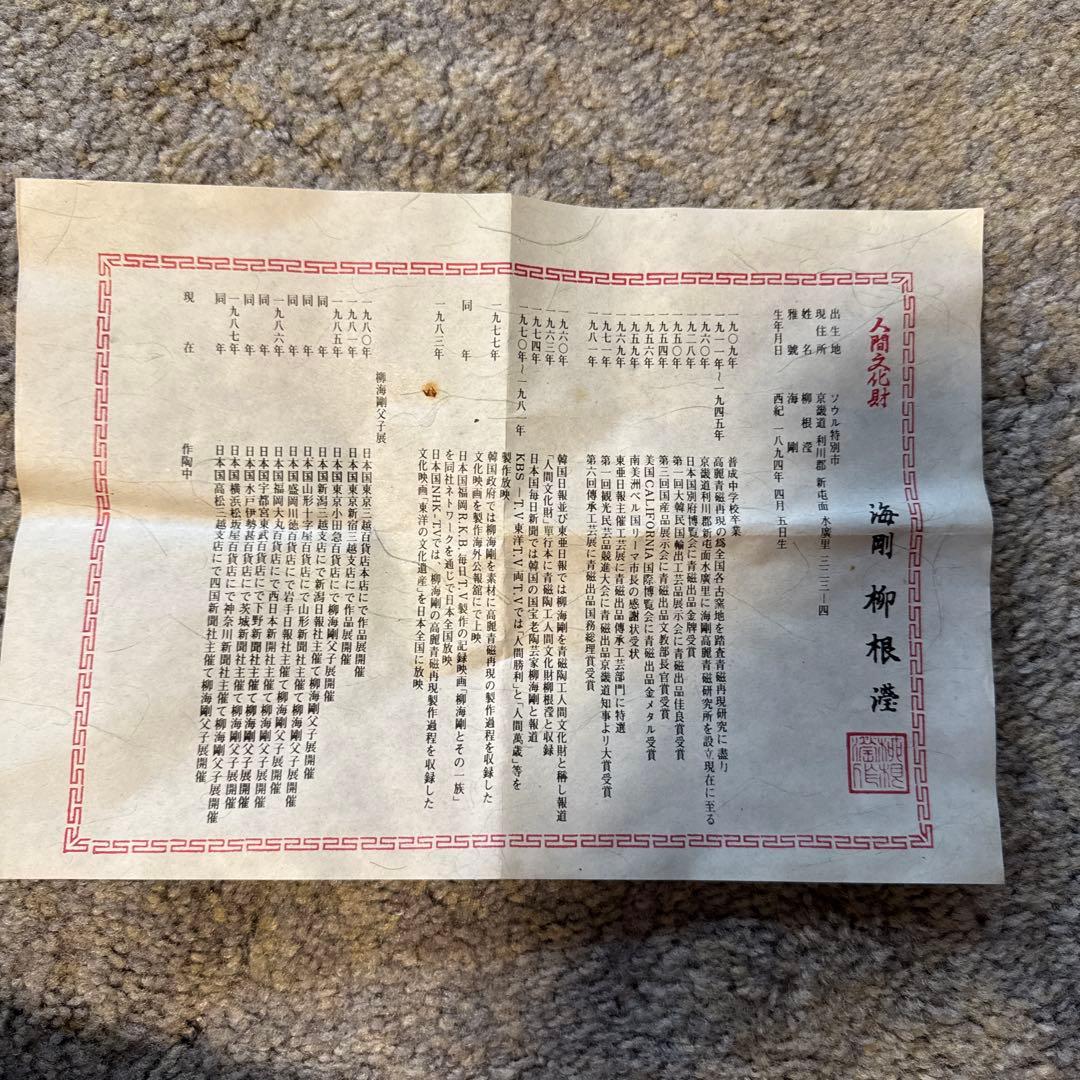 人間文化財
海剛 柳根瀅
出生地 ソウル特別市
現住所 京畿道 利川郡 新屯面 水廣里 三二三ー四
姓名 柳根瀅
雅號 海剛
生年月日 西紀 一八九四年 四月 五日生
一九〇九年 普成中学校卒業
一九一一年〜一九四五年 高麗青磁再現の為全国各古窯地を踏査青磁再現研究に盡力
一九六〇年 京畿道利川郡新屯面水廣里に海剛高麗青磁研究所を設立現在に至る
日本国別府博覧会に青磁出品金牌受賞
一九五〇年 第一回大韓民国輸出工芸品展示会に青磁出品佳良賞受賞
一九五四年 第三回国産品展示会に青磁出品文教部長官賞受賞
一九五六年 美国CALIFORNIA国際博覧会に青磁出品金メタル受賞
一九五九年 南美洲ペル国リーマ市長の感謝状受状
一九六九年 東亜日報主催工芸展に青磁出品傳承工芸部門に特選
一九七一年 第一回観光民芸品競進大会に青磁出品京畿道知事より大賞受賞
一九八一年 第六回傳承工芸展に青磁出品国務総理賞受賞
一九六〇年 韓国日報並び東亜日報では柳海剛を青磁陶工人間文化財と稱し報道
一九六三年 「人間文化財」單行本に青磁陶工人間文化財柳根瀅と収録
一九七四年 日本国毎日新聞では韓国の国宝老陶芸家柳海剛と報道
一九七〇年〜一九八一年 KBS―T.V東洋T.V両T.Vでは「人間勝利」と「人間萬歳」等を
製作放映
一九七七年 韓国政府では柳海剛を素材に高麗青磁再現の製作過程を収録した
文化映画を製作海外公報舘にて上映
同年 日本国福岡R.K.B毎日T.V製作の記録映画「柳海剛とその一族」
を同社ネトワークを通じで日本全国放映
一九八三年 日本国NHK-TVでは柳海剛の高麗青磁再現製作過程を収録した
文化映画「東洋の文化遺産」を日本全国に放映
柳海剛父子展
一九八〇年 日本国東京三越百貨店本店にて作品展開催
一九八一年 日本国東京新宿三越支店にて作品展開催
一九八五年 日本国東京小田急百貨店にて柳海剛父子展開催
同年 日本国新潟三越支店にて新潟日報社主催で柳海剛父子展開催
同年 日本国山形十字屋百貨店にて山形新聞社主催て柳海剛父子展開催
同年 日本国盛岡川徳百貨店にて岩手日報社主催て柳海剛父子展開催
一九八六年 日本国福岡大丸百貨店にて西日本新聞社主催て柳海剛父子展開催
同年 日本国宇都宮東武百貨店にて下野新聞社主催て柳海剛父子展開催
同年 日本国水戸伊勢甚百貨店にて茨城新聞社主催て柳海剛父子展開催
一九八七年 日本国横浜松坂屋百貨店にて神奈川新聞社主催て柳海剛父子展開催
同年 日本国高松三越支店にて四国新聞社主催て柳海剛父子展開催
現在 作陶中